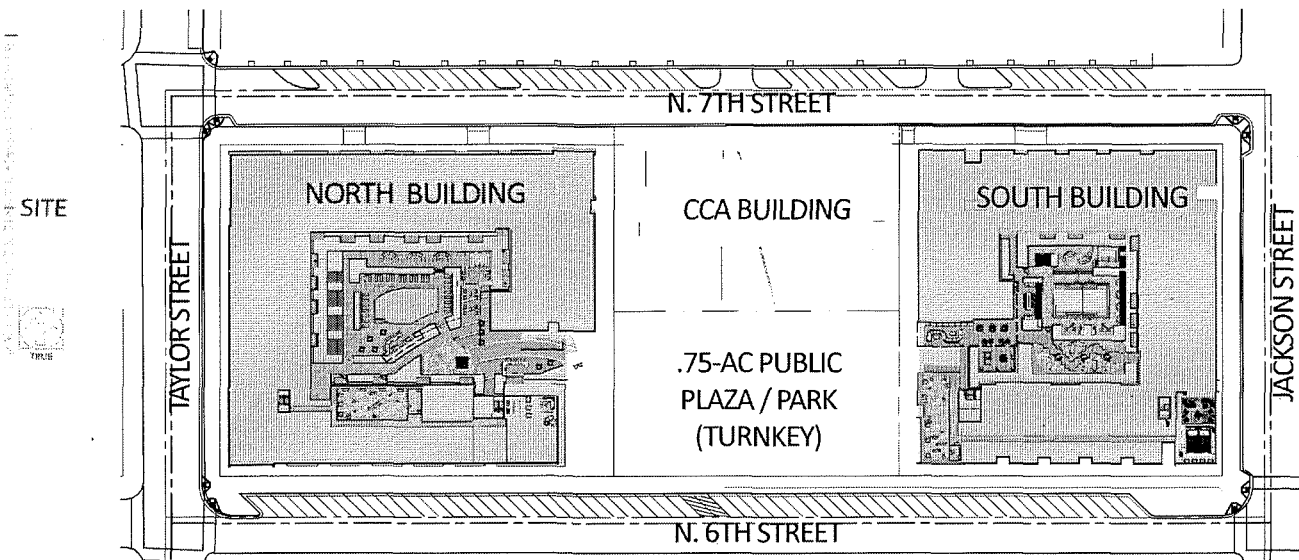 N. 7TH STREET
NORTH BUILDING
CCA BUILDING
SOUTH BUILDING
SITE
TAYLOR STREET
JACKSON STREET
.75-AC PUBLIC
PLAZA / PARK
(TURNKEY)
N. 6TH STREET